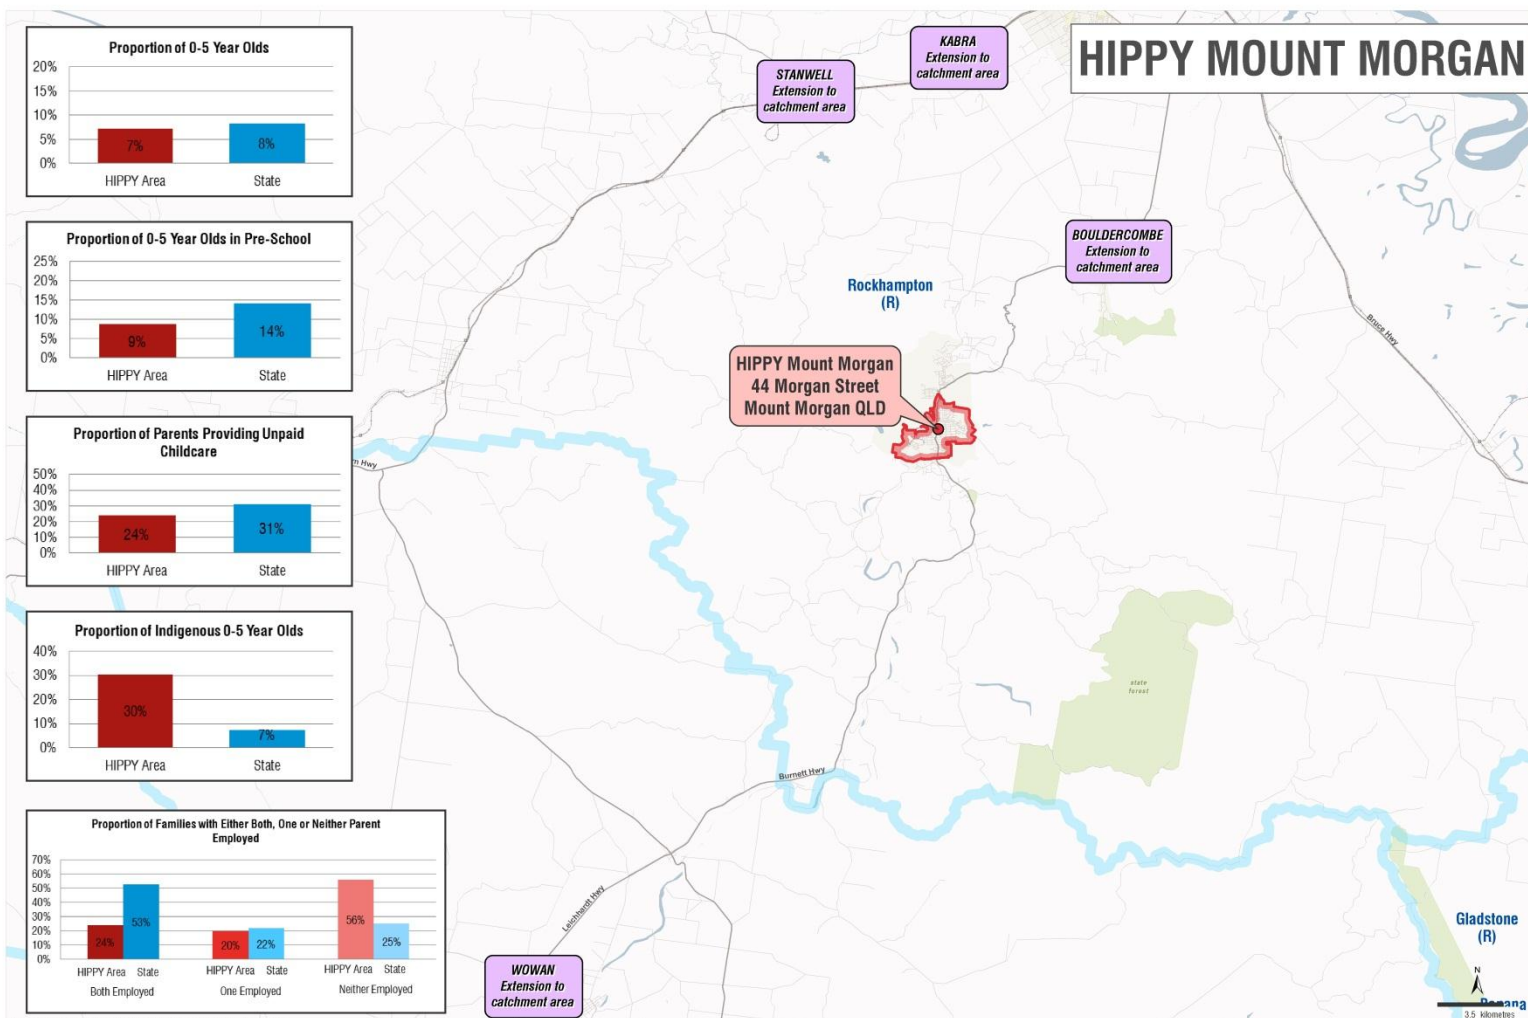 HIPPY MOUNT MORGAN
Proportion of 0-5 Year Olds
20%
15%
10%
5%
0%
7%
8%
HIPPY Area
State
Proportion of 0-5 Year Olds in Pre-School
25%
20%
15%
10%
5%
0%
9%
14%
HIPPY Area
State
Proportion of Parents Providing Unpaid
Childcare
50%
40%
30%
20%
10%
0%
24%
31%
HIPPY Area
State
Proportion of Indigenous 0-5 Year Olds
40%
30%
20%
10%
0%
30%
7%
HIPPY Area
State
Proportion of Families with Either Both, One or Neither Parent
Employed
70%
60%
50%
40%
30%
20%
10%
0%
24%
53%
20%
22%
56%
25%
HIPPY Area State
HIPPY Area State
HIPPY Area State
Both Employed
One Employed
Neither Employed
KABRA
Extension to
catchment area
STANWELL
Extension to
catchment area
BOULDERCOMBE
Extension to
catchment area
Rockhampton
(R)
Bruce Hwy
HIPPY Mount Morgan
44 Morgan Street
Mount Morgan QLD
Hwy
state
forest
Burnett Hwy
Leichhardt Hwy
WOWAN
Extension to
catchment area
Gladstone
(R)
N
3.5 kilometres